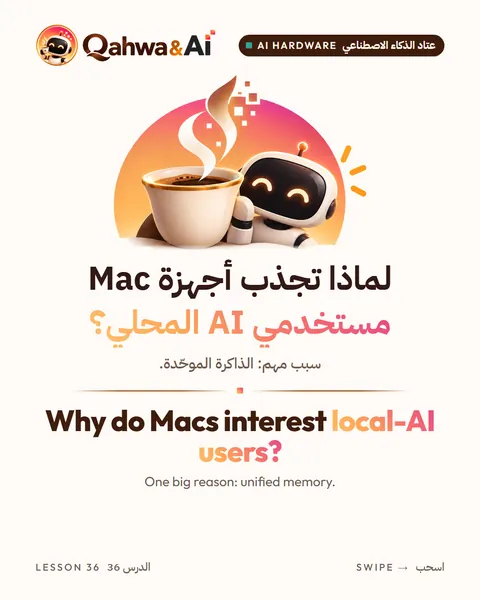 Qahwa&Ai
AI HARDWARE عتاد الذكاء الاصطناعي
لماذا تجذب أجهزة Mac
مستخدمي AI المحلي؟
سبب مهم: الذاكرة الموحّدة.
Why do Macs interest local-AI
users?
One big reason: unified memory.
LESSON 36 الدرس 36
SWIPE → اسحب